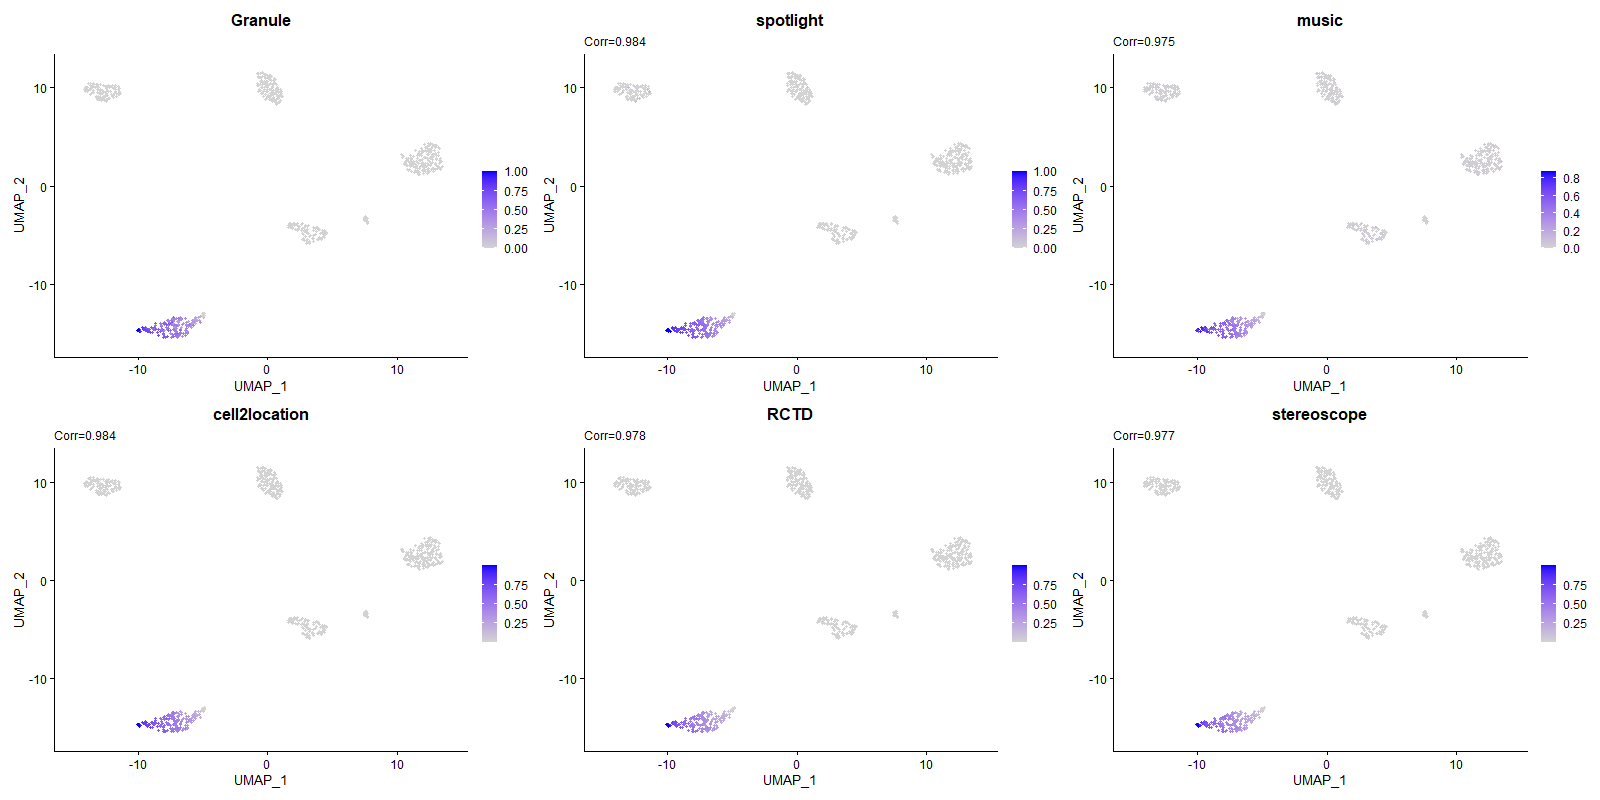 Granule
10
0
-10
-10
0
10
UMAP_1
UMAP_2
1.00
0.75
0.50
0.25
0.00
spotlight
Corr=0.984
10
0
-10
-10
0
10
UMAP_1
UMAP_2
1.00
0.75
0.50
0.25
0.00
music
Corr=0.975
10
0
-10
-10
0
10
UMAP_1
UMAP_2
0.8
0.6
0.4
0.2
0.0
cell2location
Corr=0.984
10
0
-10
-10
0
10
UMAP_1
UMAP_2
0.75
0.50
0.25
RCTD
Corr=0.978
10
0
-10
-10
0
10
UMAP_1
UMAP_2
0.75
0.50
0.25
stereoscope
Corr=0.977
10
0
-10
-10
0
10
UMAP_1
UMAP_2
0.75
0.50
0.25